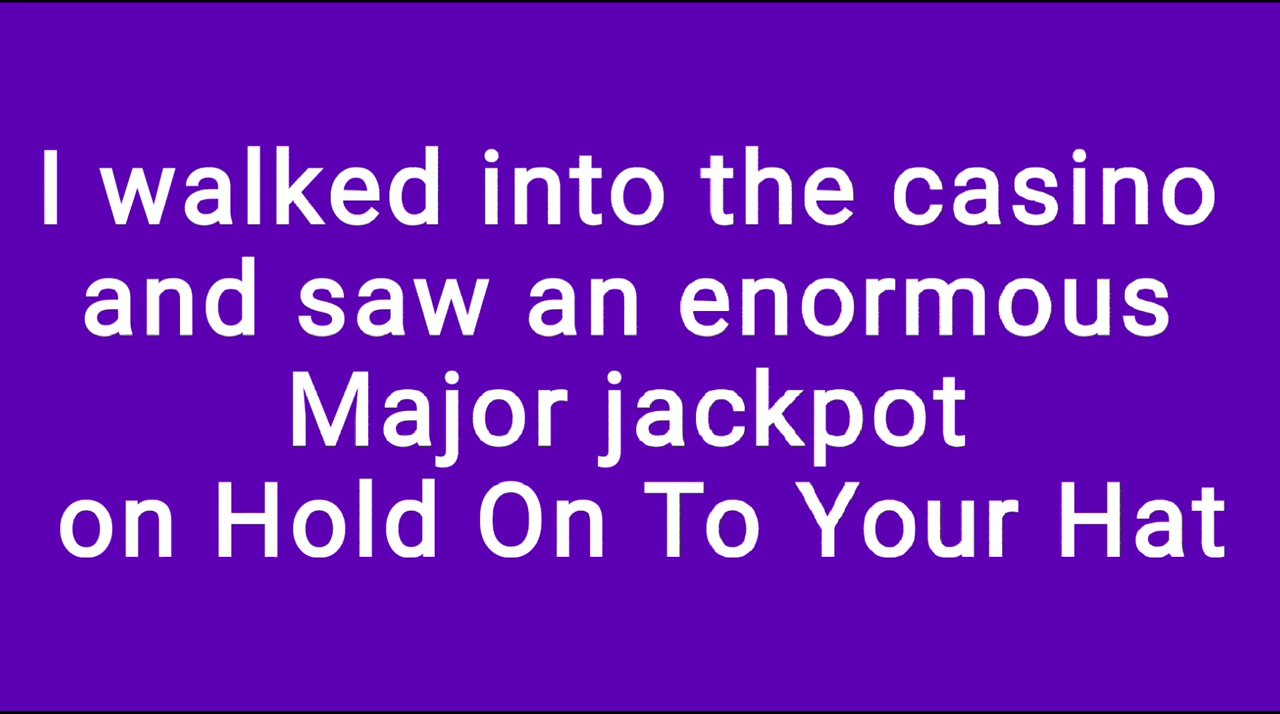 I walked into the casino
and saw an enormous
Major jackpot
on Hold On To Your Hat